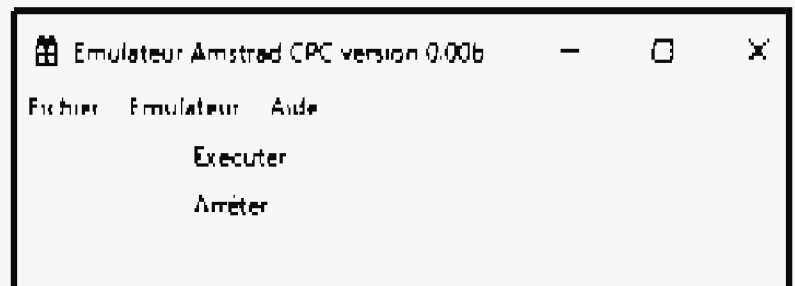 Emulateur Amstrad CPC version 0.00b
Fichier Emulateur Aide
Executer
Arrêter